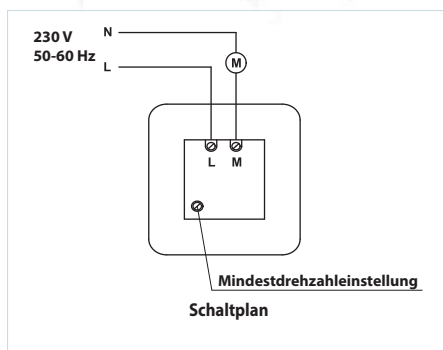 230 V
50-60 Hz
N
L
M
L M
Mindestdrehzahleinstellung
Schaltplan